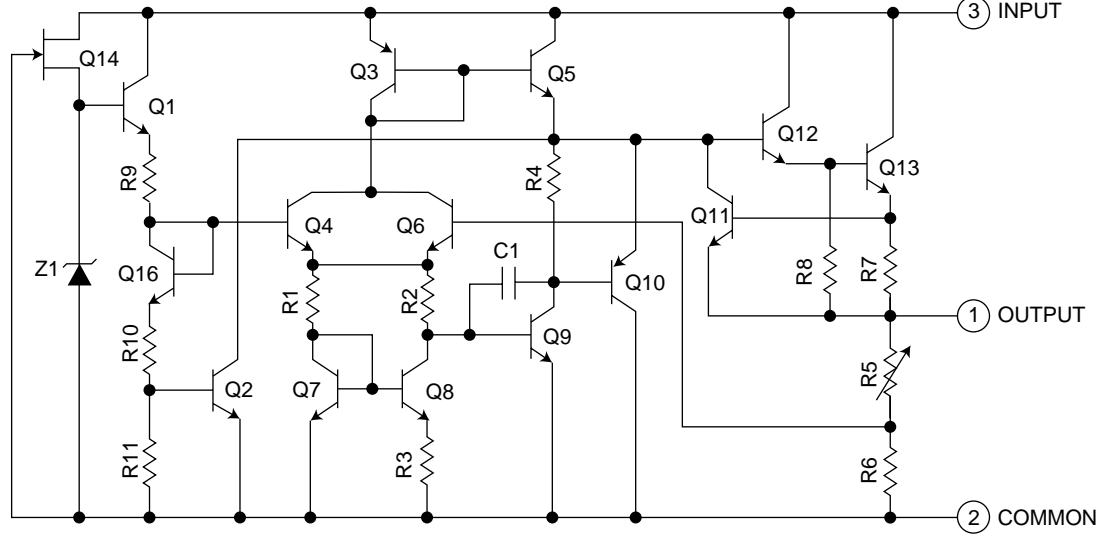 3 INPUT
Q14
Q3
Q5
Q1
Q12
Q13
R9
R4
Q4
Q6
Q11
Z1
Q16
C1
Q10
R8
R7
R1
R2
1 OUTPUT
R10
Q9
Q2
Q7
Q8
R5
R11
R3
R6
2 COMMON